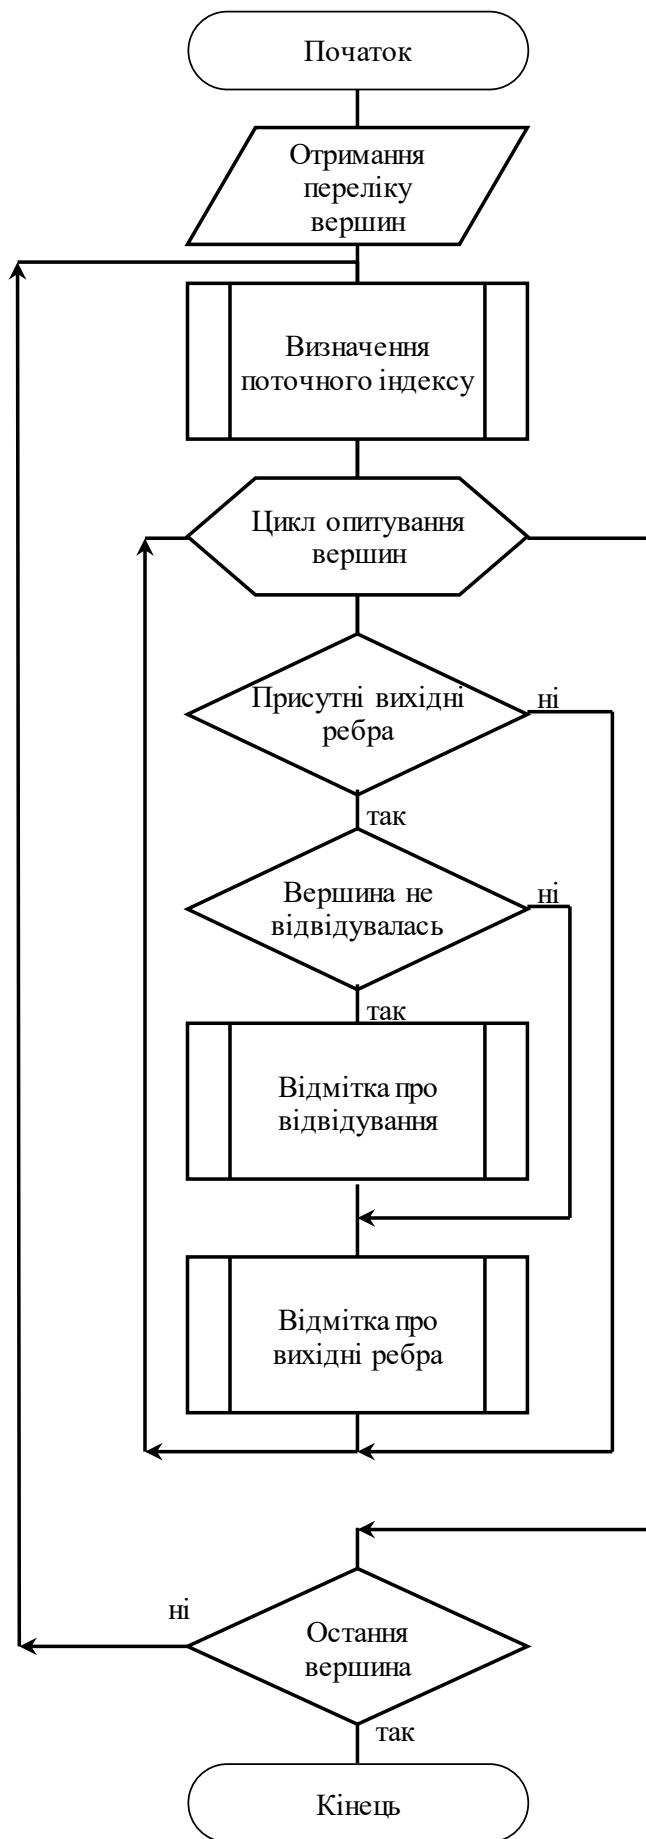 Початок
Отримання
переліку
вершин
Визначення
поточного індексу
Цикл опитування
вершин
Присутні вихідні
ребра
ні
так
Вершина не
відвідувалась
ні
так
Відмітка про
відвідування
Відмітка про
вихідні ребра
ні
Остання
вершина
так
Кінець